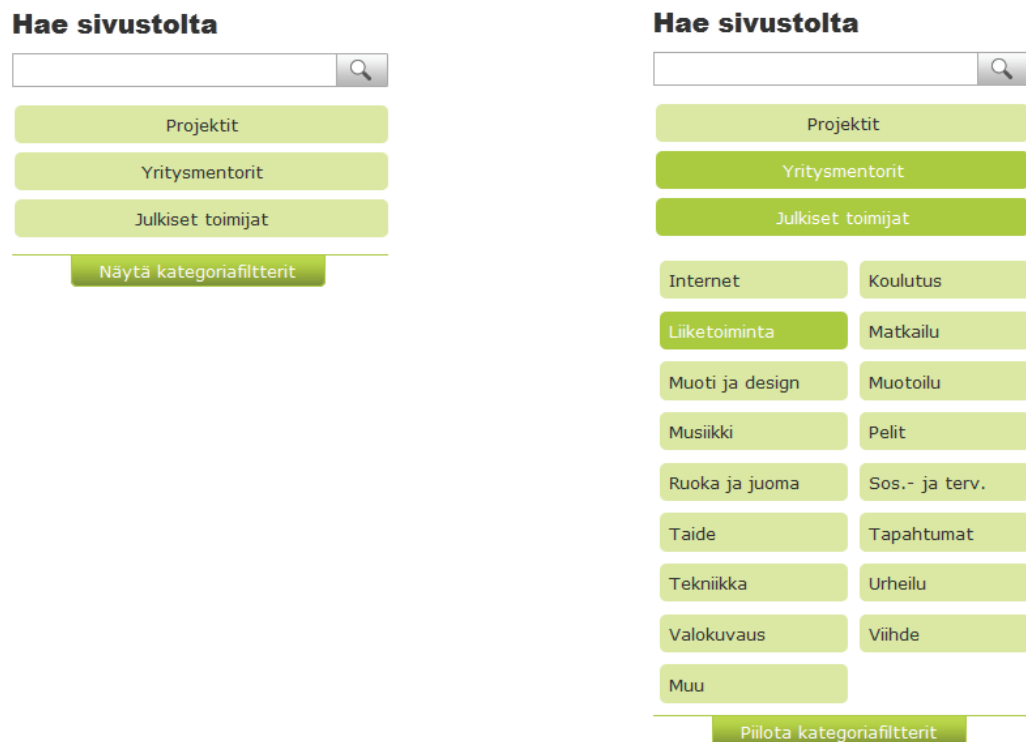 Hae sivustolta
Projektit
Yritysmentorit
Julkiset toimijat
Näytä kategoriafiltterit
Hae sivustolta
Projektit
Yritysmentorit
Julkiset toimijat
Internet
Koulutus
Liiketoiminta
Matkailu
Muoti ja design
Muotoilu
Musiikki
Pelit
Ruoka ja juoma
Sos.- ja terv.
Taide
Tapahtumat
Tekniikka
Urheilu
Valokuvaus
Viihde
Muu
Piilota kategoriafiltterit